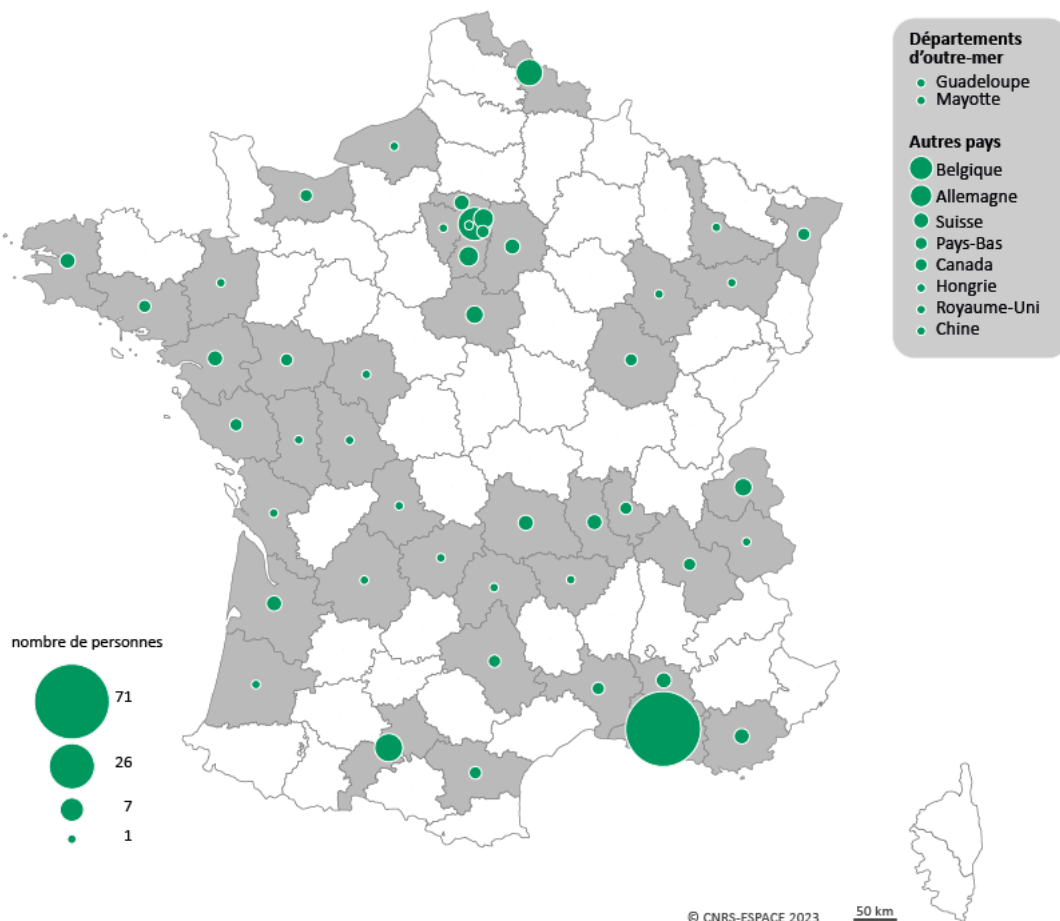 Départements
d'outre-mer
Guadeloupe
Mayotte
Autres pays
Belgique
Allemagne
Suisse
Pays-Bas
Canada
Hongrie
Royaume-Uni
Chine
nombre de personnes
71
26
7
1
© CNRS-ESPACE 2023
50 km